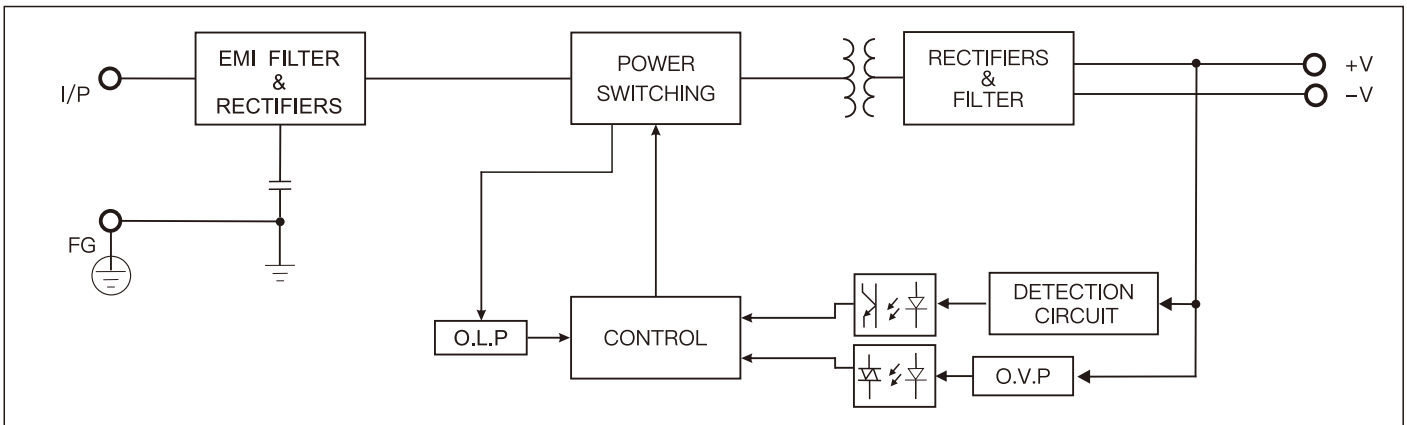 I/P
EMI FILTER
&
RECTIFIERS
POWER
SWITCHING
RECTIFIERS
&
FILTER
+V
−V
FG
O.L.P
CONTROL
DETECTION
CIRCUIT
O.V.P